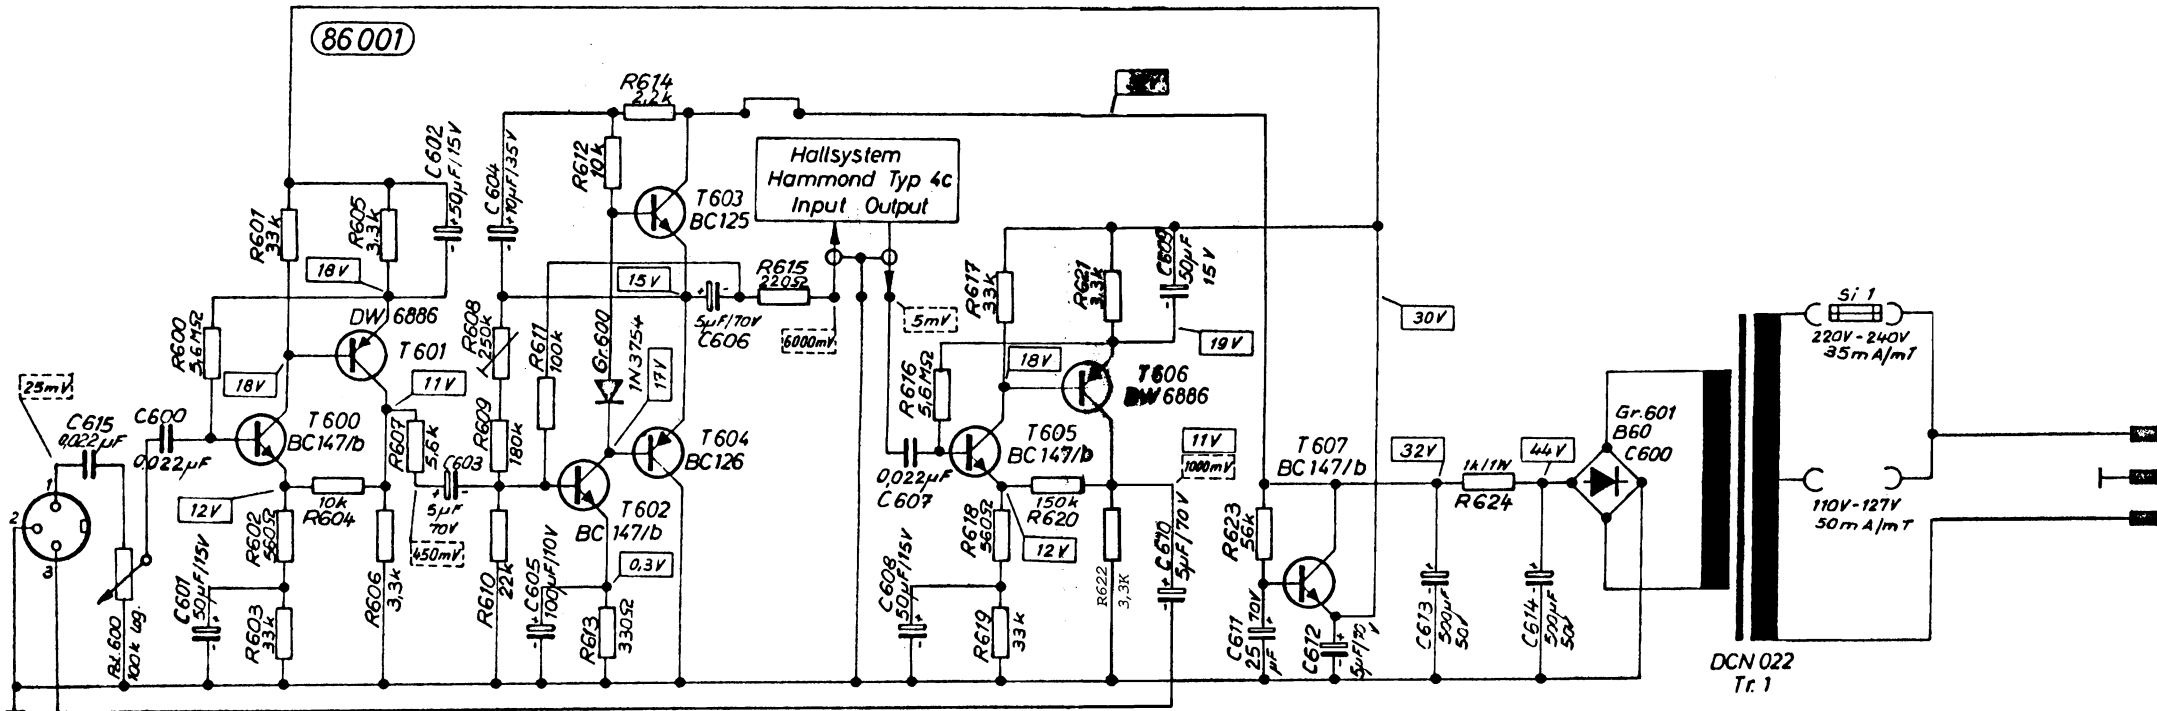 86 001
R614
2,2k
C602
50µF/15V
R612
10k
C604
10µF/35V
Hallsystem
Hammond Typ 4c
Input Output
T603
BC125
R601
33k
R605
3,3k
18V
15V
R615
220Ω
5µF/70V
C606
6000mV
5mV
R617
33k
R621
3,3k
C609
50µF
15V
30V
19V
DW 6886
T601
R600
5,6MΩ
R608
250k
R611
100k
Gr.600
1N3754
17V
18V
11V
25mV
C615
0,022µF
C600
0,022µF
T600
BC147/b
R607
5,6k
R609
180k
C603
5µF
70V
450mV
T604
BC126
T602
BC147/b
R616
5,6MΩ
18V
T606
DW 6886
C607
0,022µF
T605
BC147/b
11V
1000mV
1
2
3
12V
10k
R604
R602
560Ω
C601
50µF/15V
R603
33k
R606
3,3k
R610
22k
C605
100µF/10V
0,3V
R613
330Ω
Pot.600
100k log.
R618
560Ω
150k
R620
12V
C608
50µF/15V
R619
33k
R622
3,3K
C610
5µF/70V
T607
BC147/b
R623
56k
C611
25µF
70V
C612
5µF/70V
32V
1k/1W
R624
44V
C613
500µF
50V
C614
500µF
50V
Gr.601
B60
C600
Si 1
220V-240V
35mA/mT
110V-127V
50mA/mT
DCN 022
Tr. 1